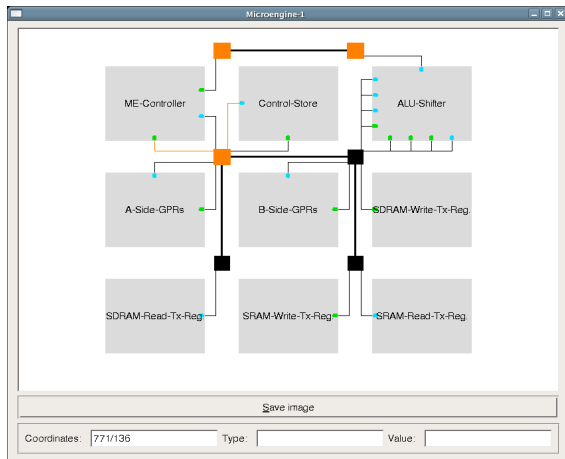 Microengine-1
ME-Controller
Control-Store
ALU-Shifter
A-Side-GPRs
B-Side-GPRs
SDRAM-Write-Tx-Reg.
SDRAM-Read-Tx-Reg
SRAM-Write-Tx-Reg
SRAM-Read-Tx-Reg.
Save image
Coordinates: 771/136 Type: Value: